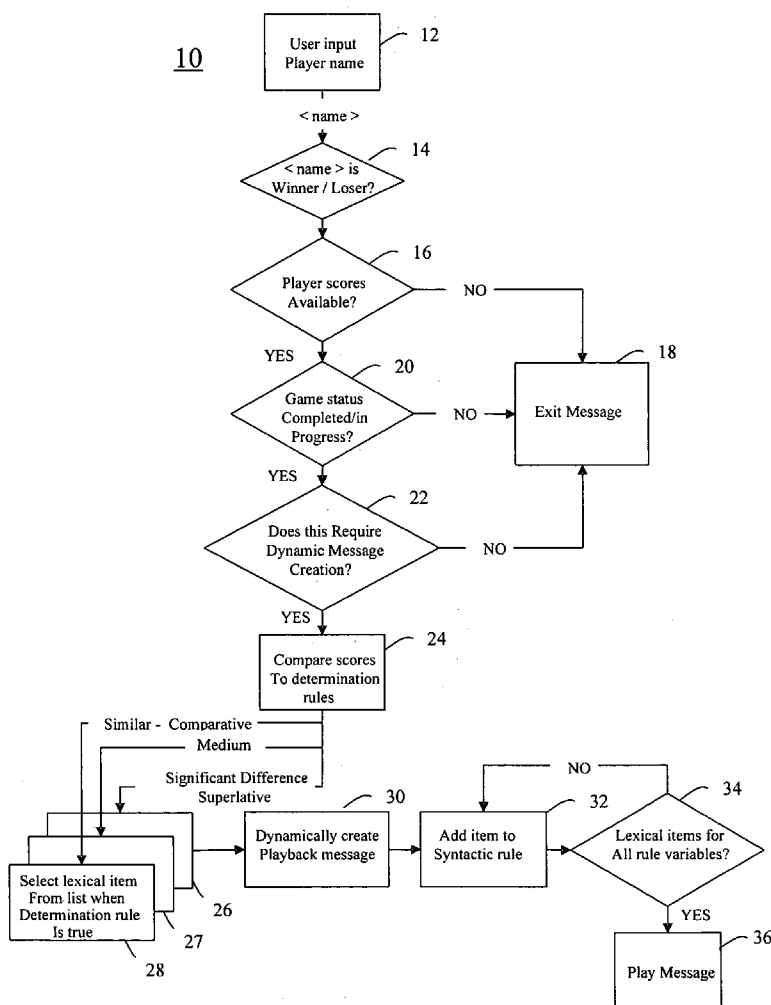 10
User input
Player name
12
< name >
14
< name > is
Winner / Loser?
16
Player scores
Available?
NO
YES
20
18
Game status
Completed/in
Progress?
NO
Exit Message
YES
22
Does this Require
Dynamic Message
Creation?
NO
YES
24
Compare scores
To determination
rules
Similar - Comparative
Medium
Significant Difference
Superlative
NO
30
32
34
Dynamically create
Playback message
Add item to
Syntactic rule
Lexical items for
All rule variables?
Select lexical item
From list when
Determination rule
Is true
26
27
28
YES
36
Play Message